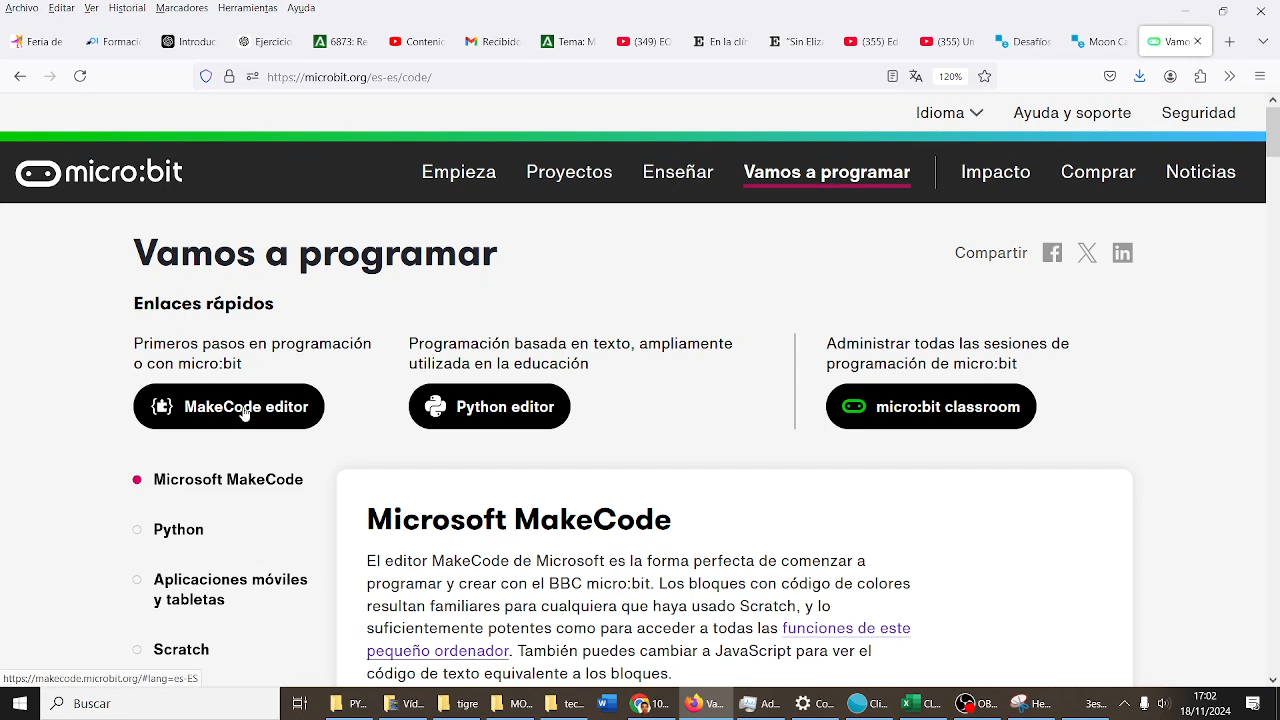 Archivo Editar Ver Historial Marcadores Herramientas Ayuda
Feria de
Formaci
Introduc
Ejercicio
6873: Re
Conteni
Recibid
Tema: M
(349) EC
En la clí
"Sin Eliz
(355) Ed
(355) Un
Desafíos
Moon Ca
Vamo
https://microbit.org/es-es/code/
120%
Idioma Ayuda y soporte Seguridad
micro:bit
Empieza Proyectos Enseñar Vamos a programar Impacto Comprar Noticias
Vamos a programar
Compartir
Enlaces rápidos
Primeros pasos en programación
o con micro:bit
MakeCode editor
Programación basada en texto, ampliamente
utilizada en la educación
Python editor
Administrar todas las sesiones de
programación de micro:bit
micro:bit classroom
Microsoft MakeCode
Python
Aplicaciones móviles
y tabletas
Scratch
Microsoft MakeCode
El editor MakeCode de Microsoft es la forma perfecta de comenzar a
programar y crear con el BBC micro:bit. Los bloques con código de colores
resultan familiares para cualquiera que haya usado Scratch, y lo
suficientemente potentes como para acceder a todas las funciones de este
pequeño ordenador. También puedes cambiar a JavaScript para ver el
código de texto equivalente a los bloques.
https://makecode.microbit.org/#lang=es-ES
Buscar
PY...
Víd...
tigre
MO...
tec...
10...
Va...
Ad...
Co...
Cli...
C...
OB...
He...
3es...
17:02
18/11/2024